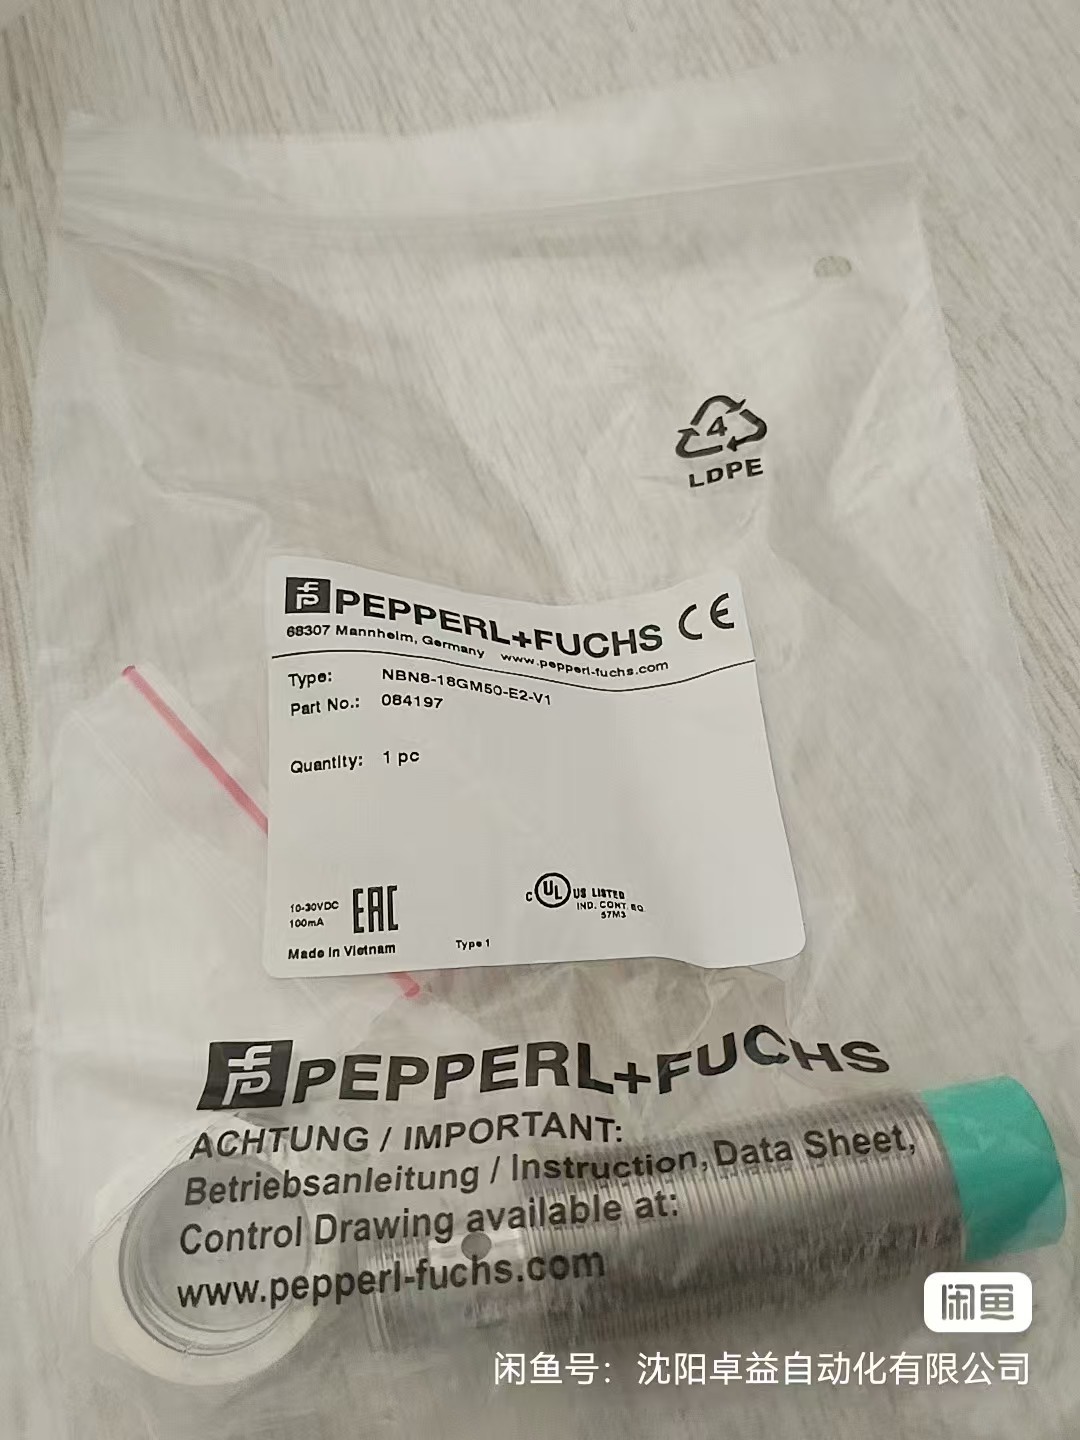 4
LDPE
PEPPERL+FUCHS CE
68307 Mannheim, Germany www.pepperl-fuchs.com
Type: NBN8-18GM50-E2-V1
Part No.: 084197
Quantity: 1 pc
10-30VDC
100mA
EAC
C UL US LISTED
IND. CONT. EQ.
57M3
Made in Vietnam
Type 1
PEPPERL+FUCHS
ACHTUNG / IMPORTANT:
Betriebsanleitung / Instruction, Data Sheet,
Control Drawing available at:
www.pepperl-fuchs.com
闲鱼
闲鱼号：沈阳卓益自动化有限公司